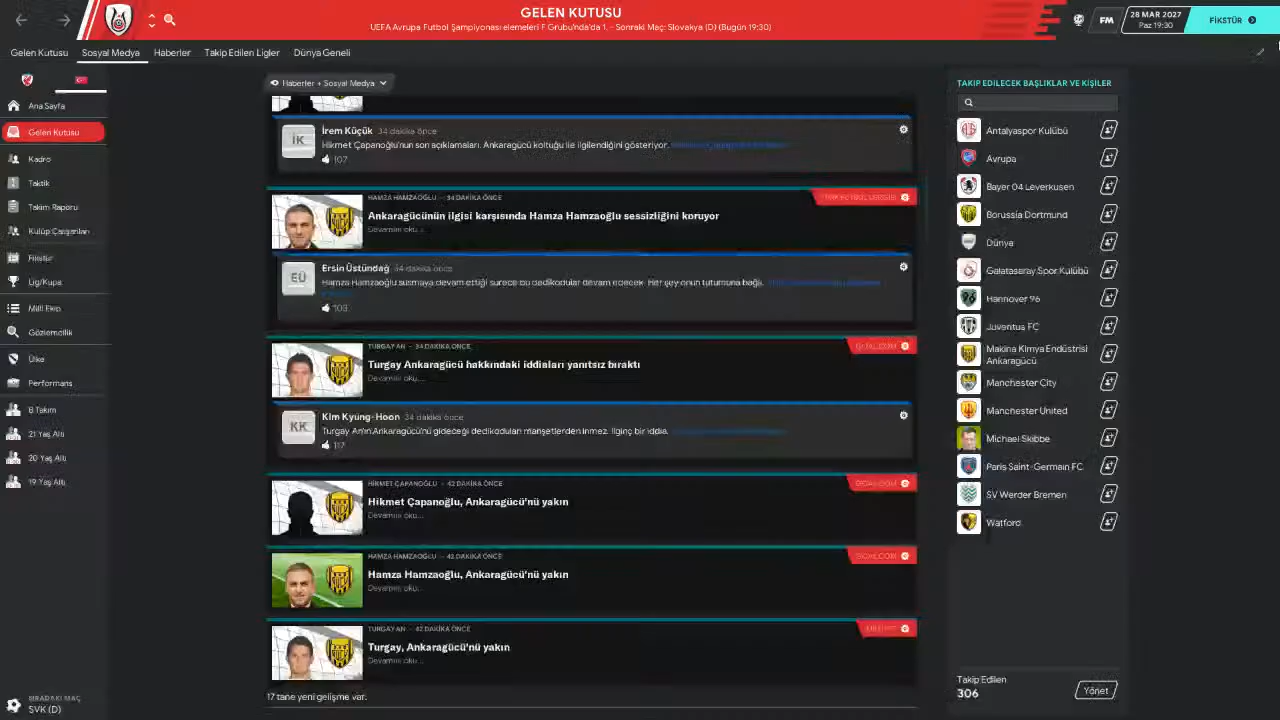 GELEN KUTUSU
UEFA Avrupa Futbol Şampiyonası elemeleri F Grubu'nda'da 1. - Sonraki Maç: Slovakya (D) (Bugün 19:30)
FM
28 MAR 2027
Paz 19:30
FİKSTÜR
Gelen Kutusu
Sosyal Medya
Haberler
Takip Edilen Ligler
Dünya Geneli
Ana Sayfa
Gelen Kutusu
Kadro
Taktik
Takım Raporu
Kulüp Çalışanları
Fikstür
Lig/Kupa
Milli Ekip
Gözlemcilik
Ülke
Performans
B Takım
21 Yaş Altı
20 Yaş Altı
19 Yaş Altı
SIRADAKİ MAÇ
SVK (D)
Haberler + Sosyal Medya
İK
İrem Küçük 34 dakika önce
Hikmet Çapanoğlu'nun son açıklamaları, Ankaragücü koltuğu ile ilgilendiğini gösteriyor.
107
HAMZA HAMZAOĞLU - 34 DAKİKA ÖNCE
Ankaragücünün ilgisi karşısında Hamza Hamzaoğlu sessizliğini koruyor
Devamını oku...
EÜ
Ersin Üstündağ 34 dakika önce
Hamza Hamzaoğlu susmaya devam ettiği sürece bu dedikodular devam edecek. Her şey onun tutumuna bağlı.
103
TURGAY AN - 34 DAKİKA ÖNCE
Turgay Ankaragücü hakkındaki iddiaları yanıtsız bıraktı
Devamını oku...
GOAL.COM
KK
Kim Kyung-Hoon 34 dakika önce
Turgay An'ın Ankaragücü'nü gideceği dedikoduları manşetlerden inmez. İlginç bir iddia.
117
HİKMET ÇAPANOĞLU - 42 DAKİKA ÖNCE
Hikmet Çapanoğlu, Ankaragücü'nü yakın
Devamını oku...
GOAL.COM
HAMZA HAMZAOĞLU - 42 DAKİKA ÖNCE
Hamza Hamzaoğlu, Ankaragücü'nü yakın
Devamını oku...
GOAL.COM
TURGAY AN - 42 DAKİKA ÖNCE
Turgay, Ankaragücü'nü yakın
Devamını oku...
17 tane yeni gelişme var.
TAKİP EDİLECEK BAŞLIKLAR VE KİŞİLER
Antalyaspor Kulübü
Avrupa
Bayer 04 Leverkusen
Borussia Dortmund
Dünya
Galatasaray Spor Kulübü
Hannover 96
Juventus FC
Makina Kimya Endüstrisi
Ankaragücü
Manchester City
Manchester United
Michael Skibbe
Paris Saint-Germain FC
SV Werder Bremen
Watford
Takip Edilen
306
Yönet